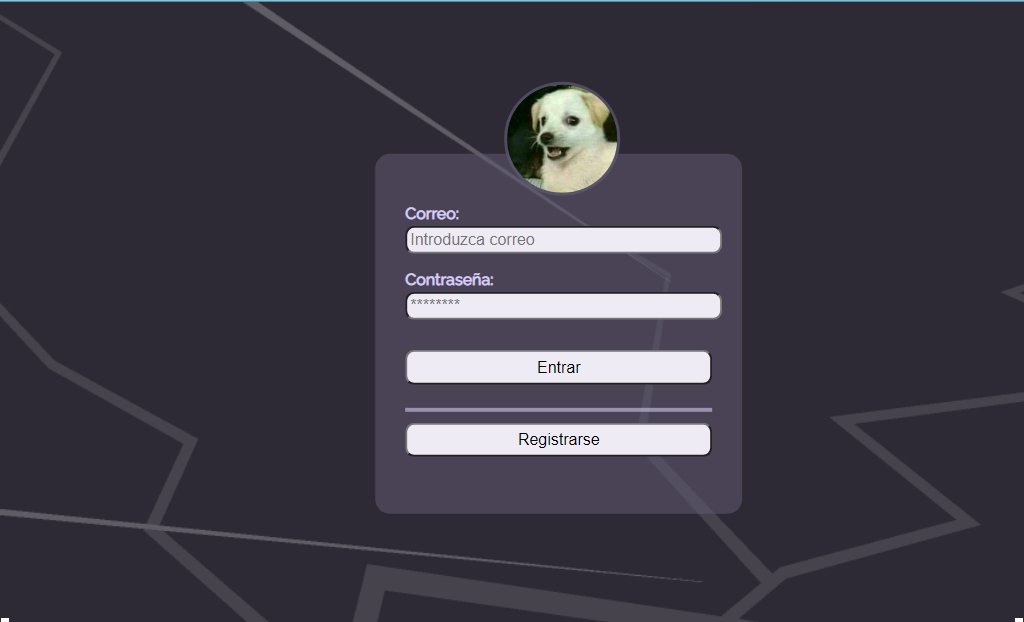 Correo:
Introduzca correo
Contraseña:
********
Entrar
Registrarse